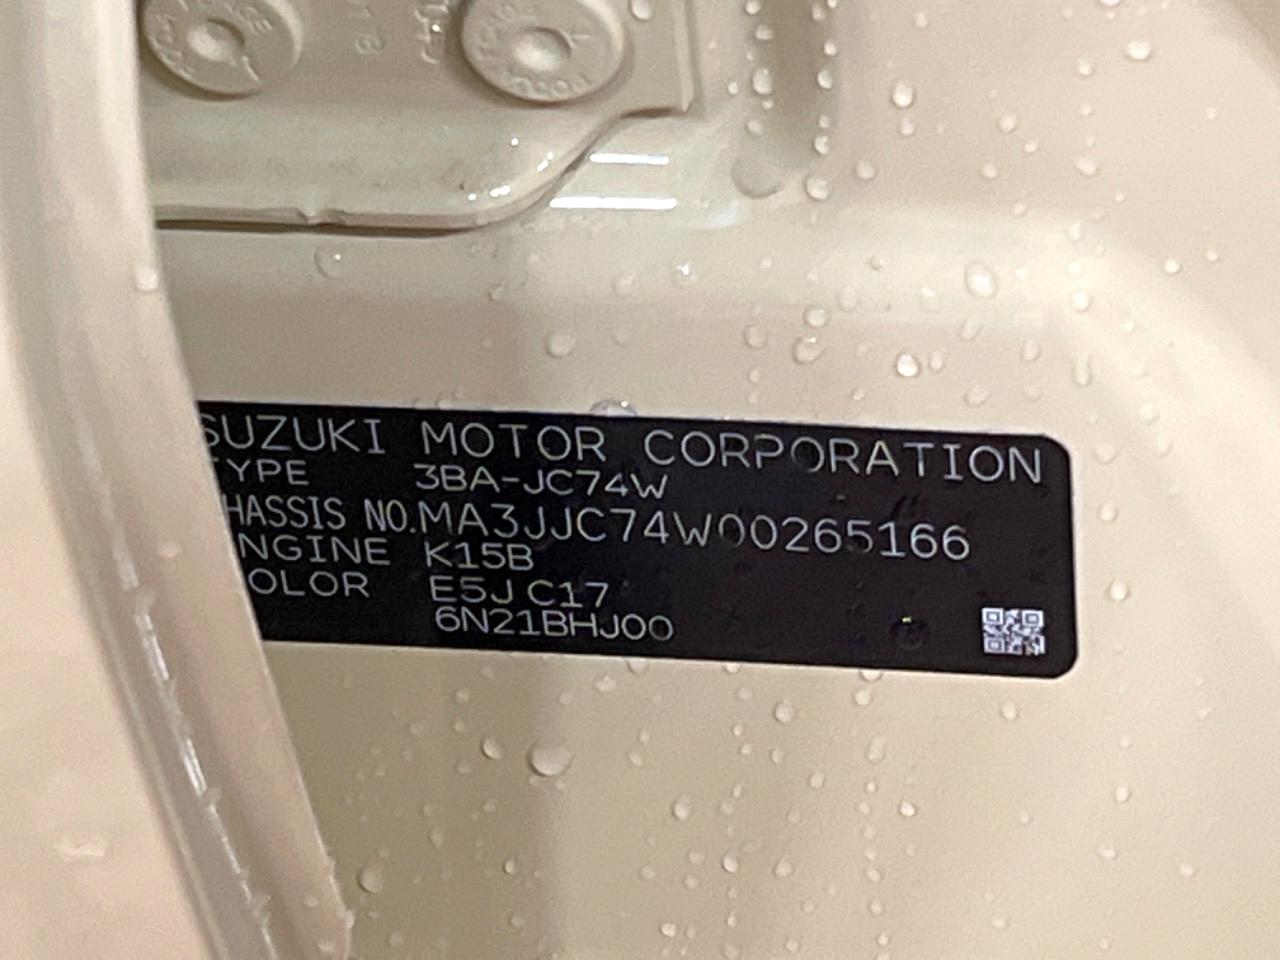 SUZUKI MOTOR CORPORATION
TYPE 3BA-JC74W
HASSIS NO. MA3JJC74W00265166
NGINE K15B
OLOR E5J C17
6N21BHJ00